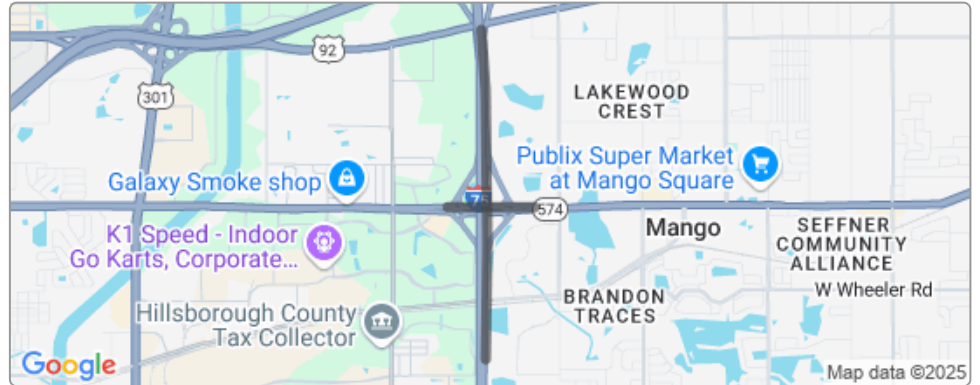 92
301
LAKEWOOD
CREST
Publix Super Market
at Mango Square
Galaxy Smoke shop
75
574
K1 Speed - Indoor
Go Karts, Corporate...
Mango
SEFFNER
COMMUNITY
ALLIANCE
W Wheeler Rd
BRANDON
TRACES
Hillsborough County
Tax Collector
Google
Map data ©2025